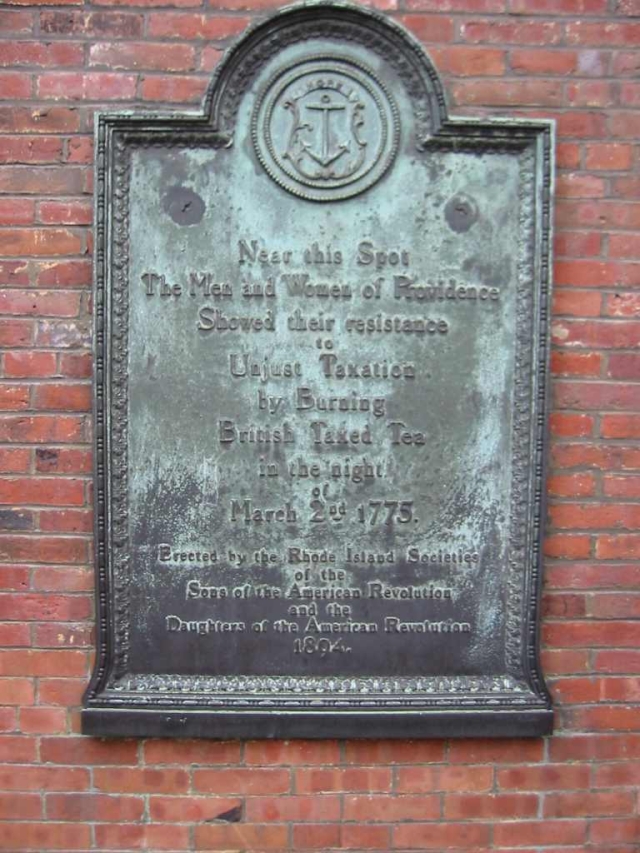 Near this Spot
The Men and Women of Providence
Showed their resistance
to
Unjust Taxation
by Burning
British Taxed Tea
in the night
of
March 2nd 1775.
Erected by the Rhode Island Societies
of the
Sons of the American Revolution
and the
Daughters of the American Revolution
1894.